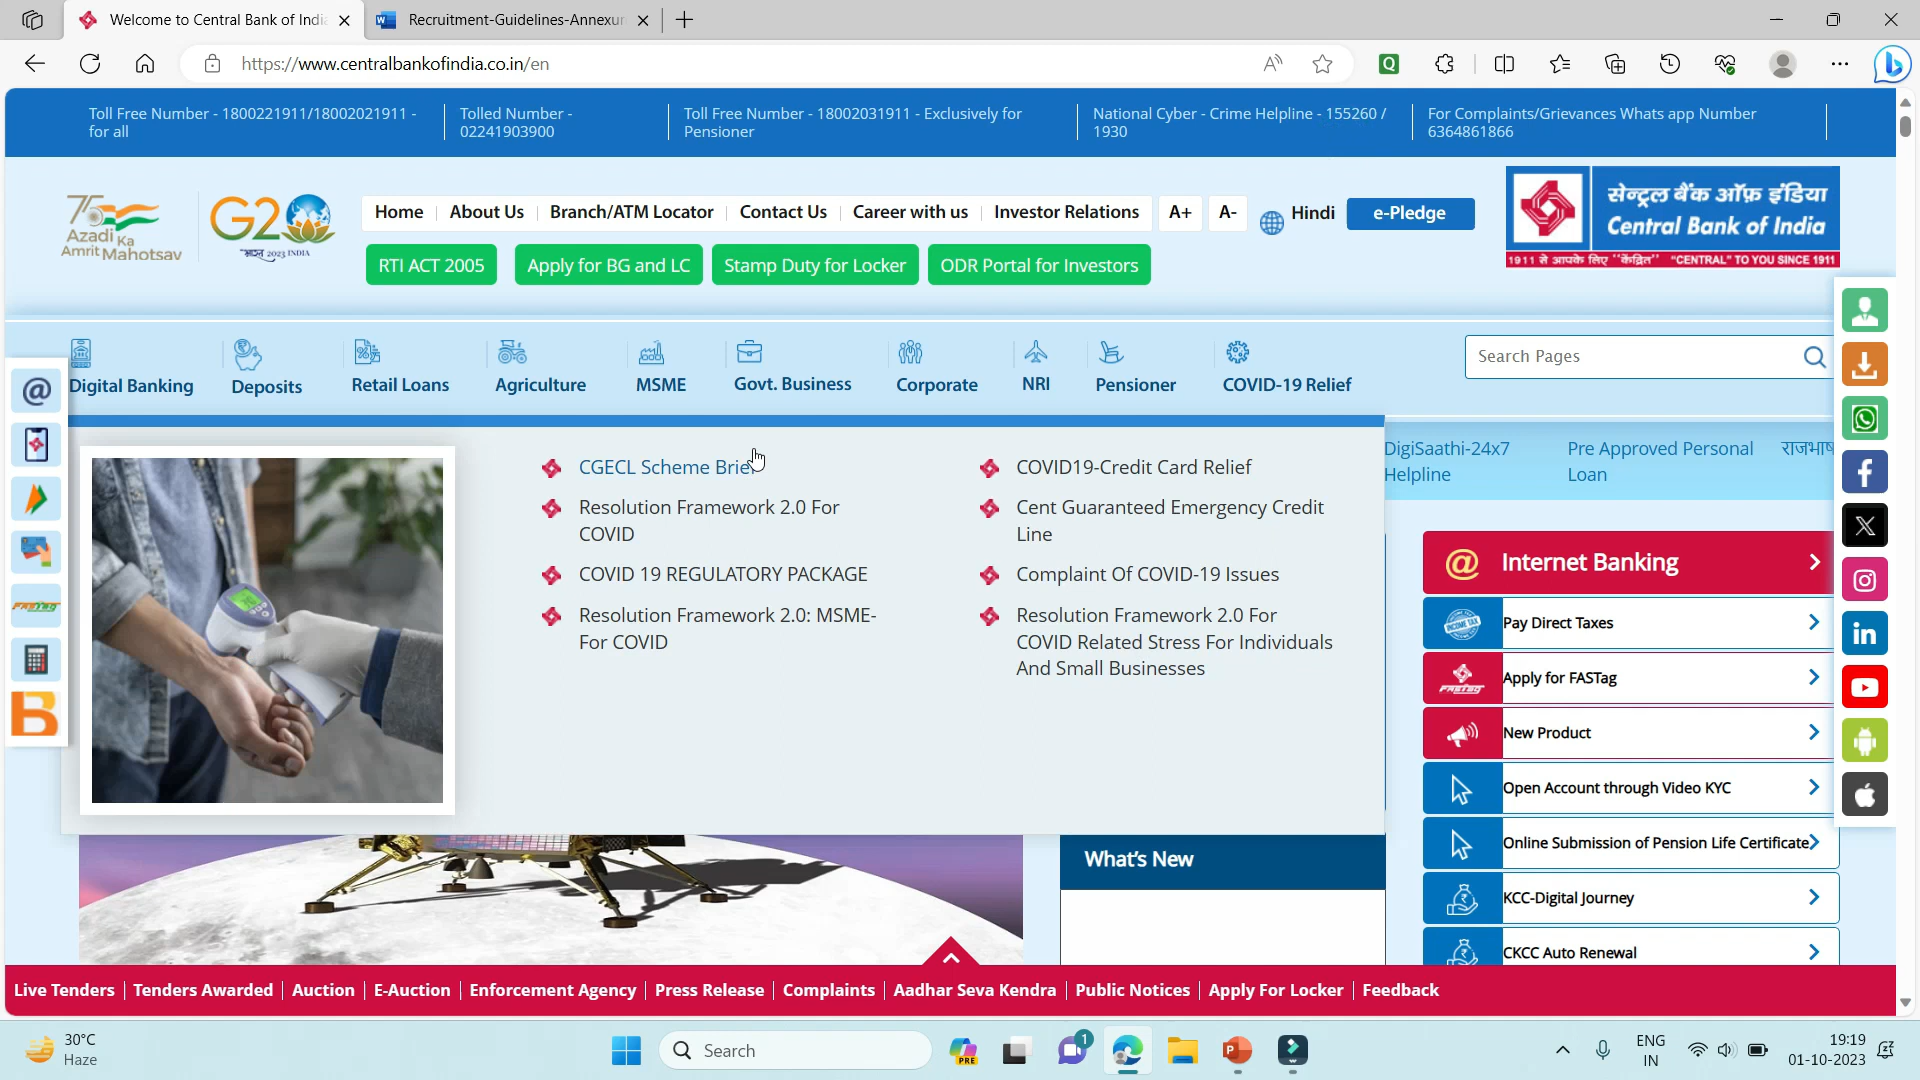 Welcome to Central Bank of India
Recruitment-Guidelines-Annexur
https://www.centralbankofindia.co.in/en
Toll Free Number - 1800221911/18002021911 -
for all
Tolled Number -
02241903900
Toll Free Number - 18002031911 - Exclusively for
Pensioner
National Cyber - Crime Helpline - 155260 /
1930
For Complaints/Grievances Whats app Number
6364861866
75
Azadi Ka
Amrit Mahotsav
G20
भारत 2023 INDIA
Home
About Us
Branch/ATM Locator
Contact Us
Career with us
Investor Relations
A+
A-
Hindi
e-Pledge
RTI ACT 2005
Apply for BG and LC
Stamp Duty for Locker
ODR Portal for Investors
सेन्ट्रल बैंक ऑफ़ इंडिया
Central Bank of India
1911 से आपके लिए "केंद्रित" "CENTRAL" TO YOU SINCE 1911
Digital Banking
Deposits
Retail Loans
Agriculture
MSME
Govt. Business
Corporate
NRI
Pensioner
COVID-19 Relief
Search Pages
CGECL Scheme Brief
Resolution Framework 2.0 For
COVID
COVID 19 REGULATORY PACKAGE
Resolution Framework 2.0: MSME-
For COVID
COVID19-Credit Card Relief
Cent Guaranteed Emergency Credit
Line
Complaint Of COVID-19 Issues
Resolution Framework 2.0 For
COVID Related Stress For Individuals
And Small Businesses
DigiSaathi-24x7
Helpline
Pre Approved Personal
Loan
राजभाष
Internet Banking
Pay Direct Taxes
Apply for FASTag
New Product
Open Account through Video KYC
Online Submission of Pension Life Certificate
KCC-Digital Journey
CKCC Auto Renewal
What's New
Live Tenders
Tenders Awarded
Auction
E-Auction
Enforcement Agency
Press Release
Complaints
Aadhar Seva Kendra
Public Notices
Apply For Locker
Feedback
30°C
Haze
Search
PRE
1
ENG
IN
19:19
01-10-2023